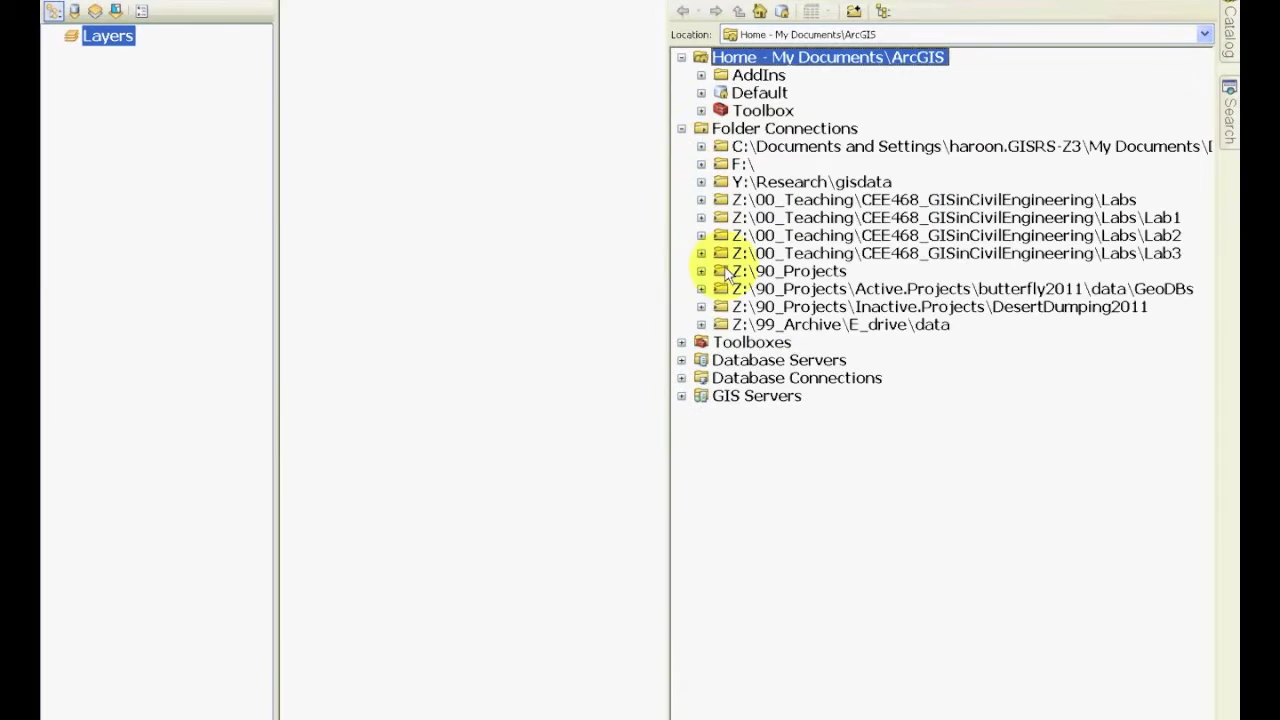 Layers
Location:
Home - My Documents\ArcGIS
Home - My Documents\ArcGIS
AddIns
Default
Toolbox
Folder Connections
C:\Documents and Settings\haroon.GISRS-Z3\My Documents\
F:\
Y:\Research\gisdata
Z:\00_Teaching\CEE468_GISinCivilEngineering\Labs
Z:\00_Teaching\CEE468_GISinCivilEngineering\Labs\Lab1
Z:\00_Teaching\CEE468_GISinCivilEngineering\Labs\Lab2
Z:\00_Teaching\CEE468_GISinCivilEngineering\Labs\Lab3
Z:\90_Projects
Z:\90_Projects\Active.Projects\butterfly2011\data\GeoDBs
Z:\90_Projects\Inactive.Projects\DesertDumping2011
Z:\99_Archive\E_drive\data
Toolboxes
Database Servers
Database Connections
GIS Servers
Catalog
Search